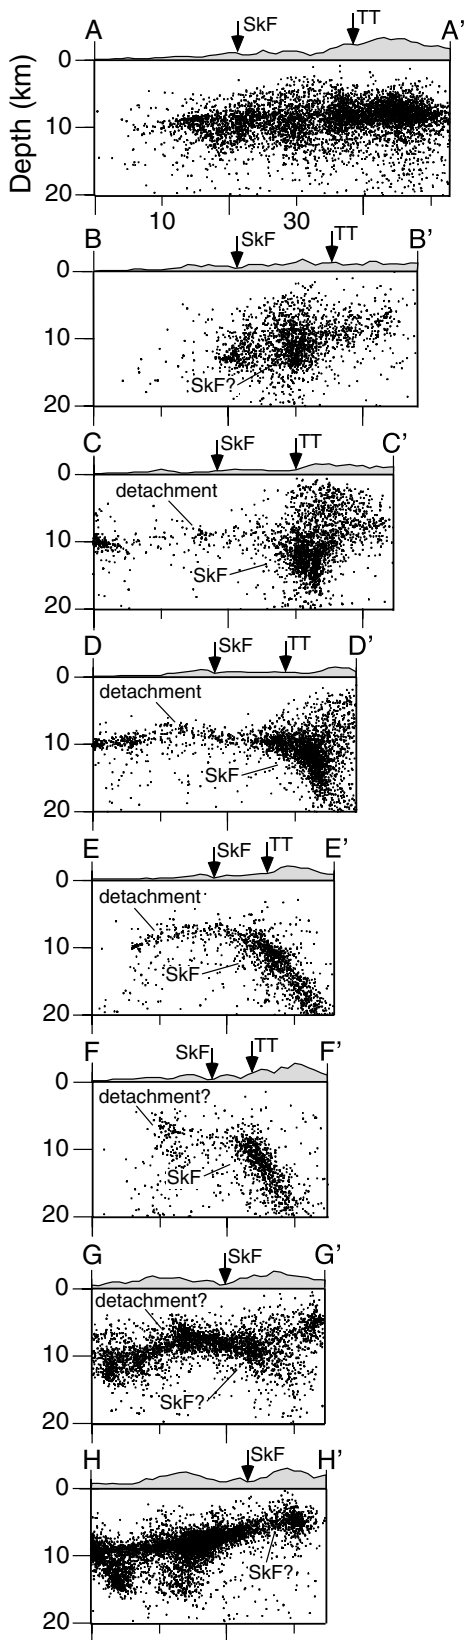 SkF TT
A A'
Depth (km)
0
10
20
10 30
SkF TT
B B'
0
10
SkF?
20
C SkF TT C'
0
detachment
10
SkF
20
D SkF TT D'
0
detachment
10
SkF
20
E SkF TT E'
0
detachment
10
SkF
20
F SkF TT F'
0
detachment?
10
SkF
20
G SkF G'
0
detachment?
10
SkF?
20
H SkF H'
0
10
SkF?
20